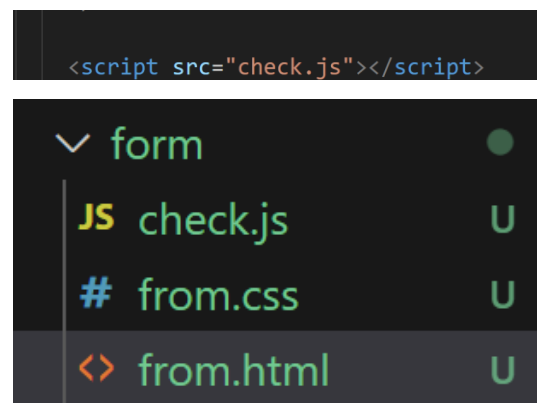 <script src="check.js"></script>
form
JS check.js U
# from.css U
<> from.html U